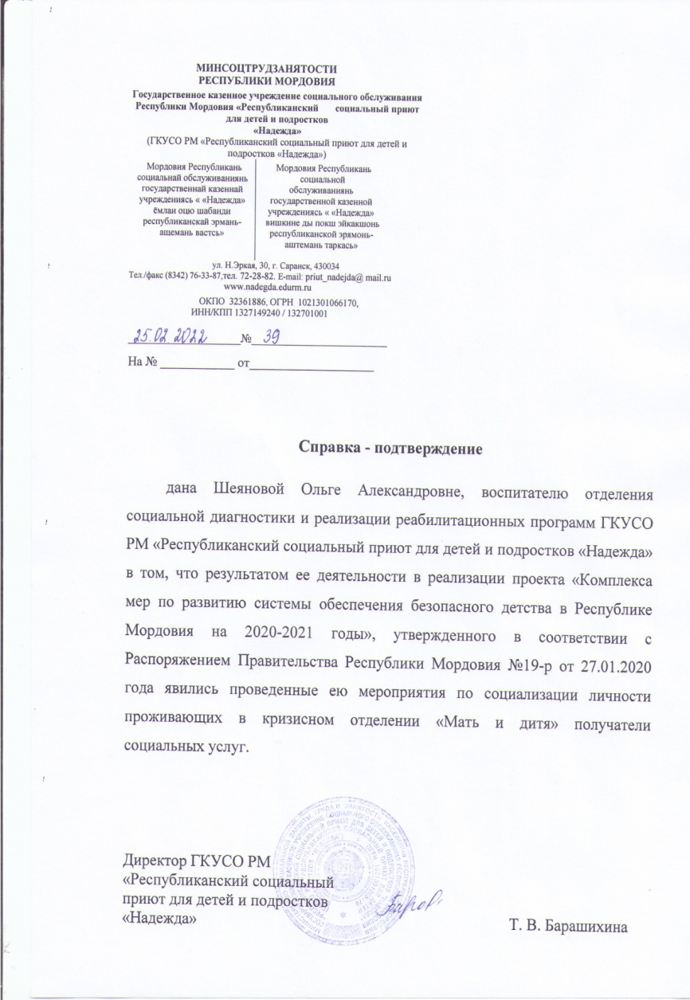 МИНСОЦТРУДЗАНЯТОСТИ
РЕСПУБЛИКИ МОРДОВИЯ
Государственное казенное учреждение социального обслуживания
Республики Мордовия «Республиканский социальный приют
для детей и подростков
«Надежда»
(ГКУСО РМ «Республиканский социальный приют для детей и
подростков «Надежда»)
Мордовия Республикань
социальнай обслуживаниянь
государственнай казеннай
учреждениясь « «Надежда»
ёмлаи оцю шабанди
республиканскай эрмань-
ащемань вастсь»
Мордовия Республикань
социальной
обслуживаниянь
государственной казенной
учреждениясь « «Надежда»
вишкине ды покш эйкакшонь
республиканской эрямонь-
аштемань таркась»
ул. Н.Эркая, 30, г. Саранск, 430034
Тел./факс (8342) 76-33-87,тел. 72-28-82. E-mail: priut_nadejda@ mail.ru
www.nadegda.edurm.ru
ОКПО 32361886, ОГРН 1021301066170,
ИНН/КПП 1327149240 / 132701001
25.02 2022 № 39
На № ____________ от____________________
Справка - подтверждение
дана Шеяновой Ольге Александровне, воспитателю отделения
социальной диагностики и реализации реабилитационных программ ГКУСО
РМ «Республиканский социальный приют для детей и подростков «Надежда»
в том, что результатом ее деятельности в реализации проекта «Комплекса
мер по развитию системы обеспечения безопасного детства в Республике
Мордовия на 2020-2021 годы», утвержденного в соответствии с
Распоряжением Правительства Республики Мордовия №19-р от 27.01.2020
года явились проведенные ею мероприятия по социализации личности
проживающих в кризисном отделении «Мать и дитя» получатели
социальных услуг.
Директор ГКУСО РМ
«Республиканский социальный
приют для детей и подростков
«Надежда»
Т. В. Барашихина